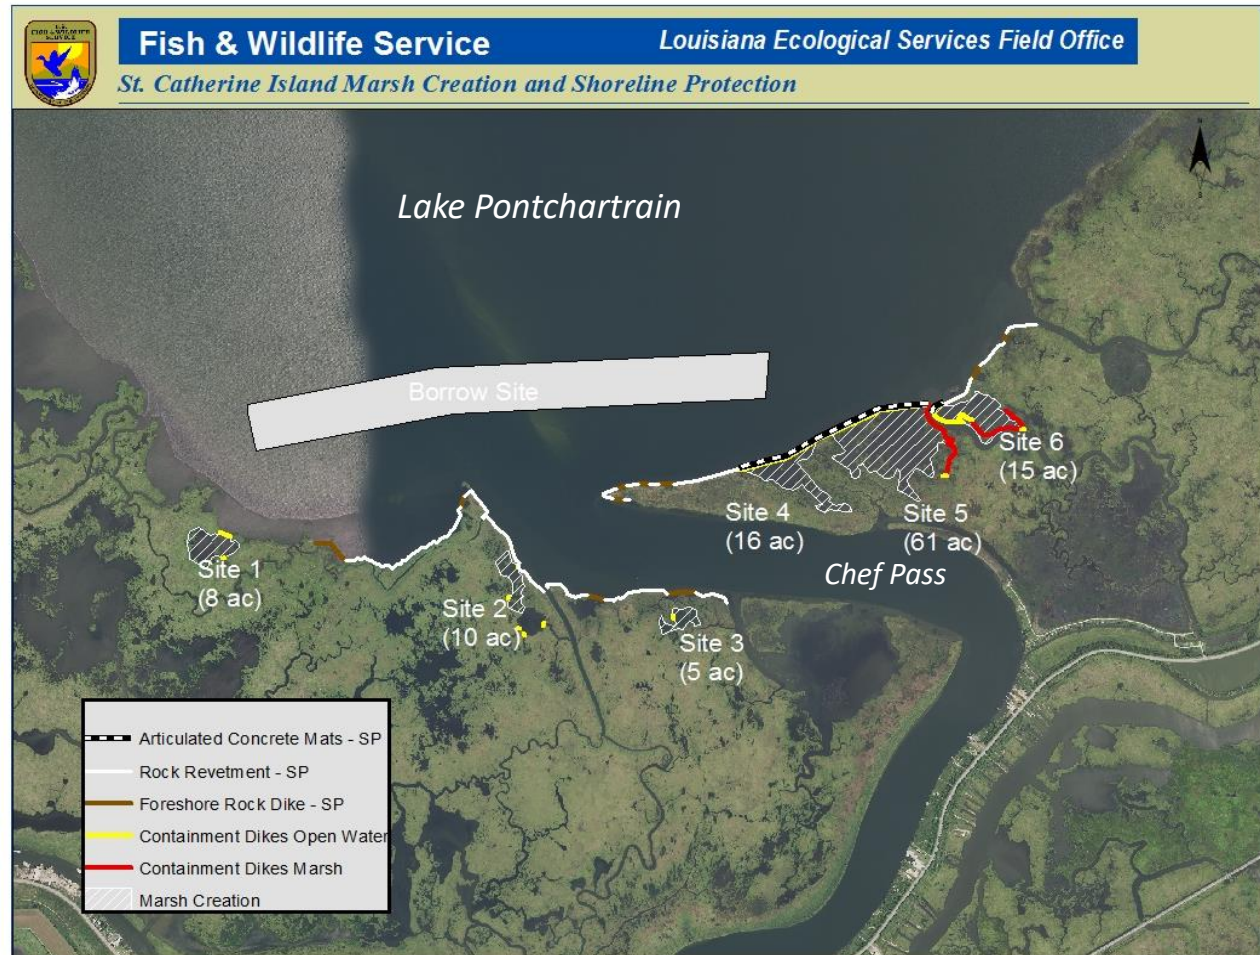 U.S.
FISH & WILDLIFE
SERVICE
Fish & Wildlife Service
Louisiana Ecological Services Field Office
St. Catherine Island Marsh Creation and Shoreline Protection
N
Lake Pontchartrain
Borrow Site
Site 6
(15 ac)
Site 4
(16 ac)
Site 5
(61 ac)
Chef Pass
Site 1
(8 ac)
Site 2
(10 ac)
Site 3
(5 ac)
Articulated Concrete Mats - SP
Rock Revetment - SP
Foreshore Rock Dike - SP
Containment Dikes Open Water
Containment Dikes Marsh
Marsh Creation